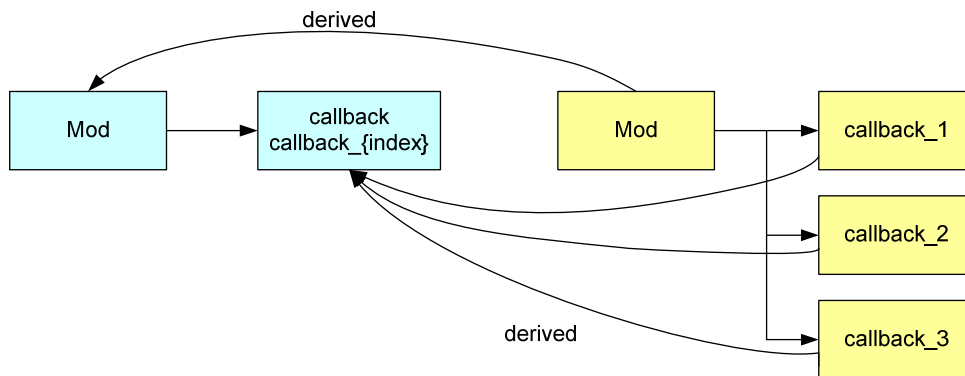 derived
Mod
callback
callback_{index}
Mod
callback_1
callback_2
callback_3
derived